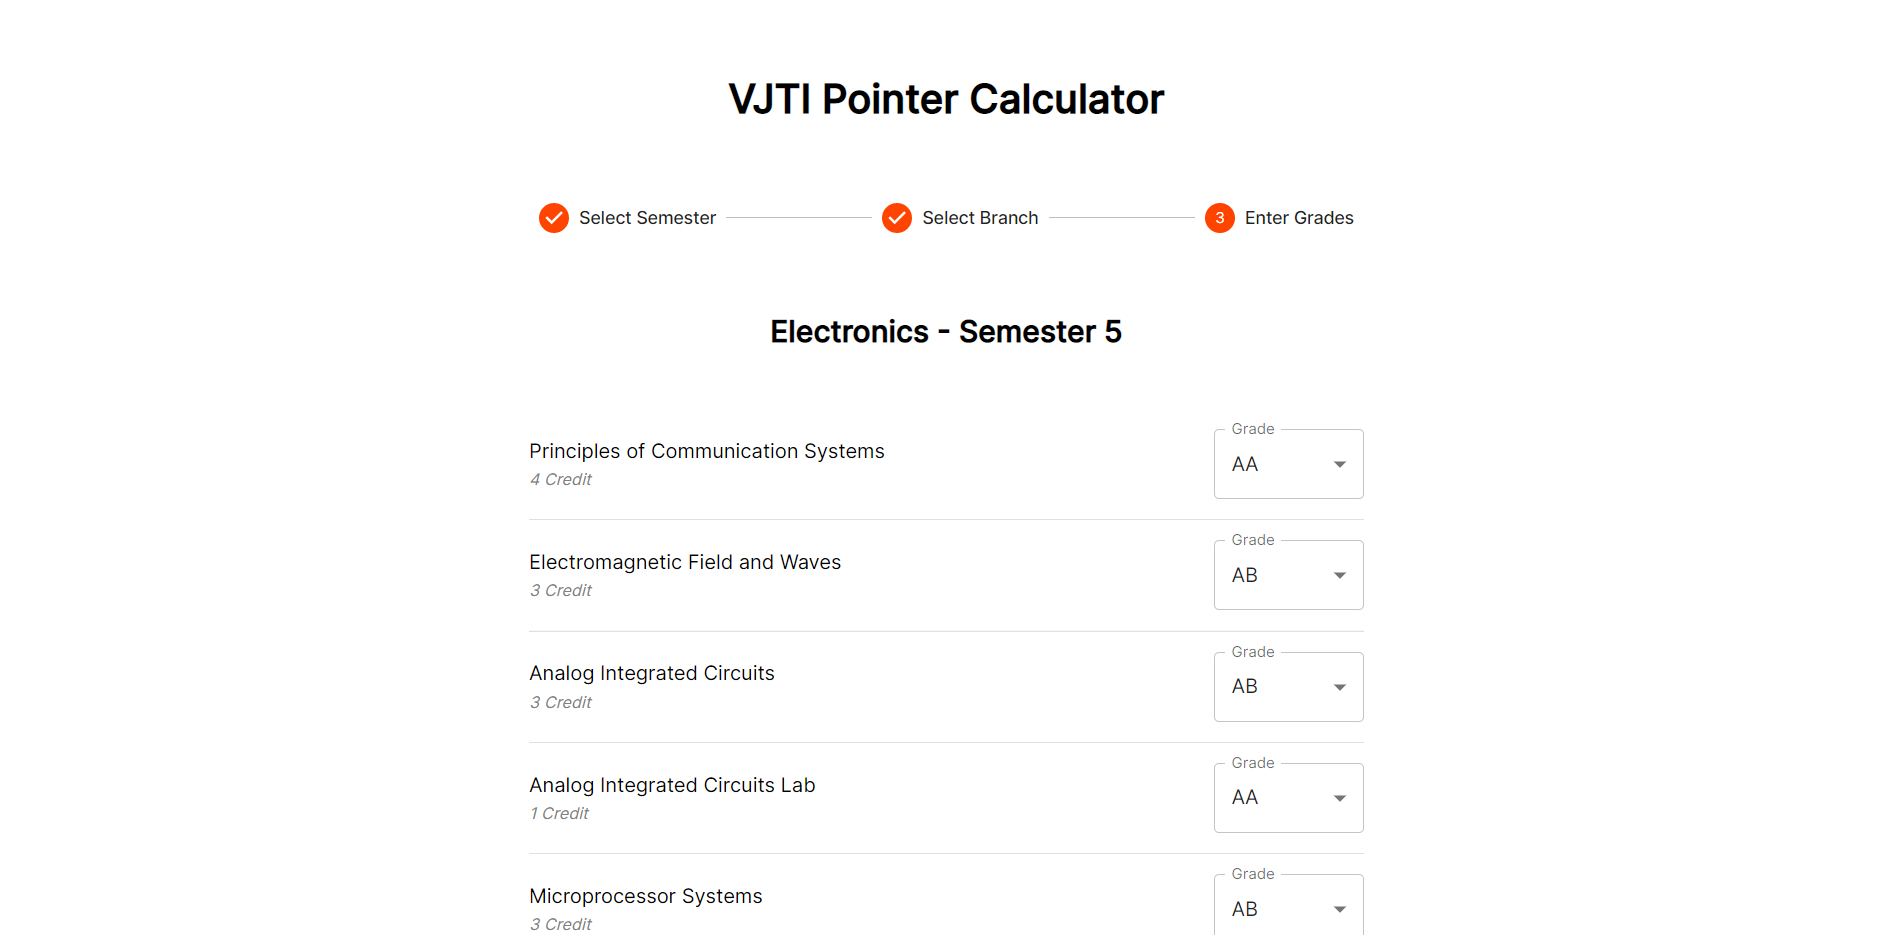 VJTI Pointer Calculator
Select Semester
Select Branch
3 Enter Grades
Electronics - Semester 5
Principles of Communication Systems
4 Credit
Grade
AA
Electromagnetic Field and Waves
3 Credit
Grade
AB
Analog Integrated Circuits
3 Credit
Grade
AB
Analog Integrated Circuits Lab
1 Credit
Grade
AA
Microprocessor Systems
3 Credit
Grade
AB